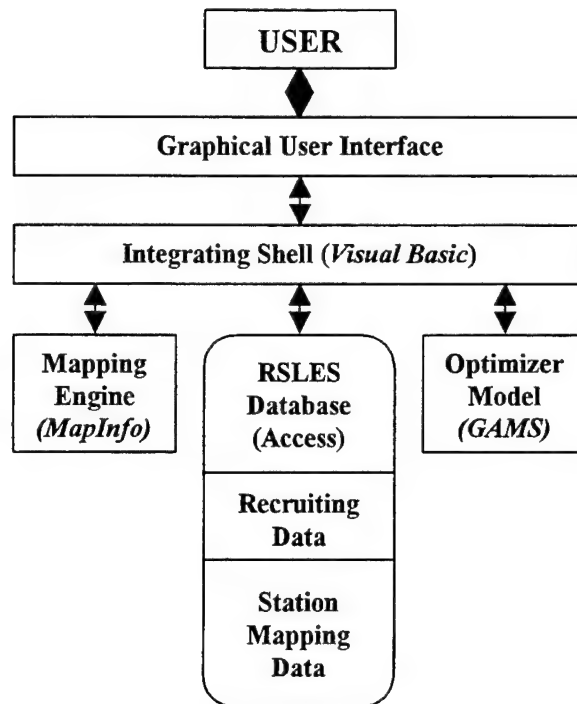 USER
Graphical User Interface
Integrating Shell (Visual Basic)
Mapping
Engine
(MapInfo)
RSLES
Database
(Access)
Recruiting
Data
Station
Mapping
Data
Optimizer
Model
(GAMS)